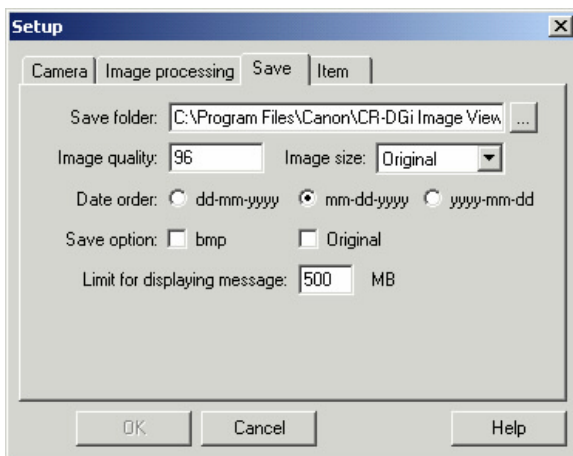 Setup
Camera Image processing Save Item
Save folder: C:\Program Files\Canon\CR-DGi Image View ...
Image quality: 96 Image size: Original
Date order: dd-mm-yyyy mm-dd-yyyy yyyy-mm-dd
Save option: bmp Original
Limit for displaying message: 500 MB
OK Cancel Help